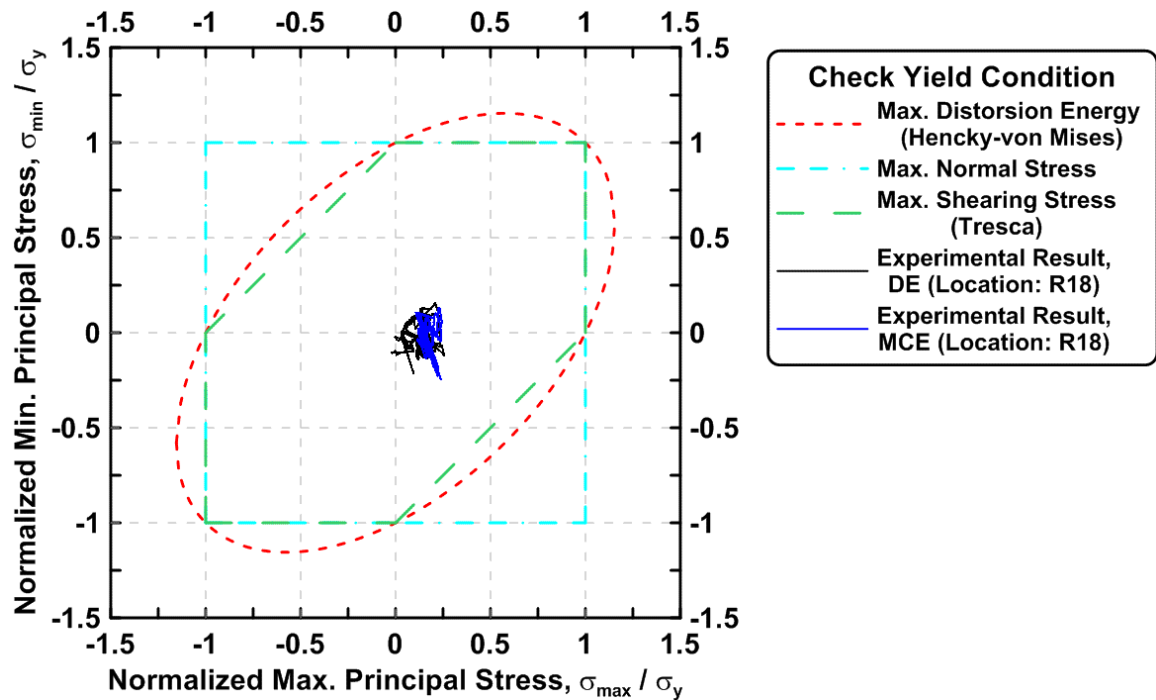 -1.5 -1 -0.5 0 0.5 1 1.5
1.5 1.5
1 1
0.5 0.5
0 0
-0.5 -0.5
-1 -1
-1.5 -1.5
-1.5 -1 -0.5 0 0.5 1 1.5
Normalized Min. Principal Stress, σmin / σy
Normalized Max. Principal Stress, σmax / σy
Check Yield Condition
Max. Distorsion Energy
(Hencky-von Mises)
Max. Normal Stress
Max. Shearing Stress
(Tresca)
Experimental Result,
DE (Location: R18)
Experimental Result,
MCE (Location: R18)